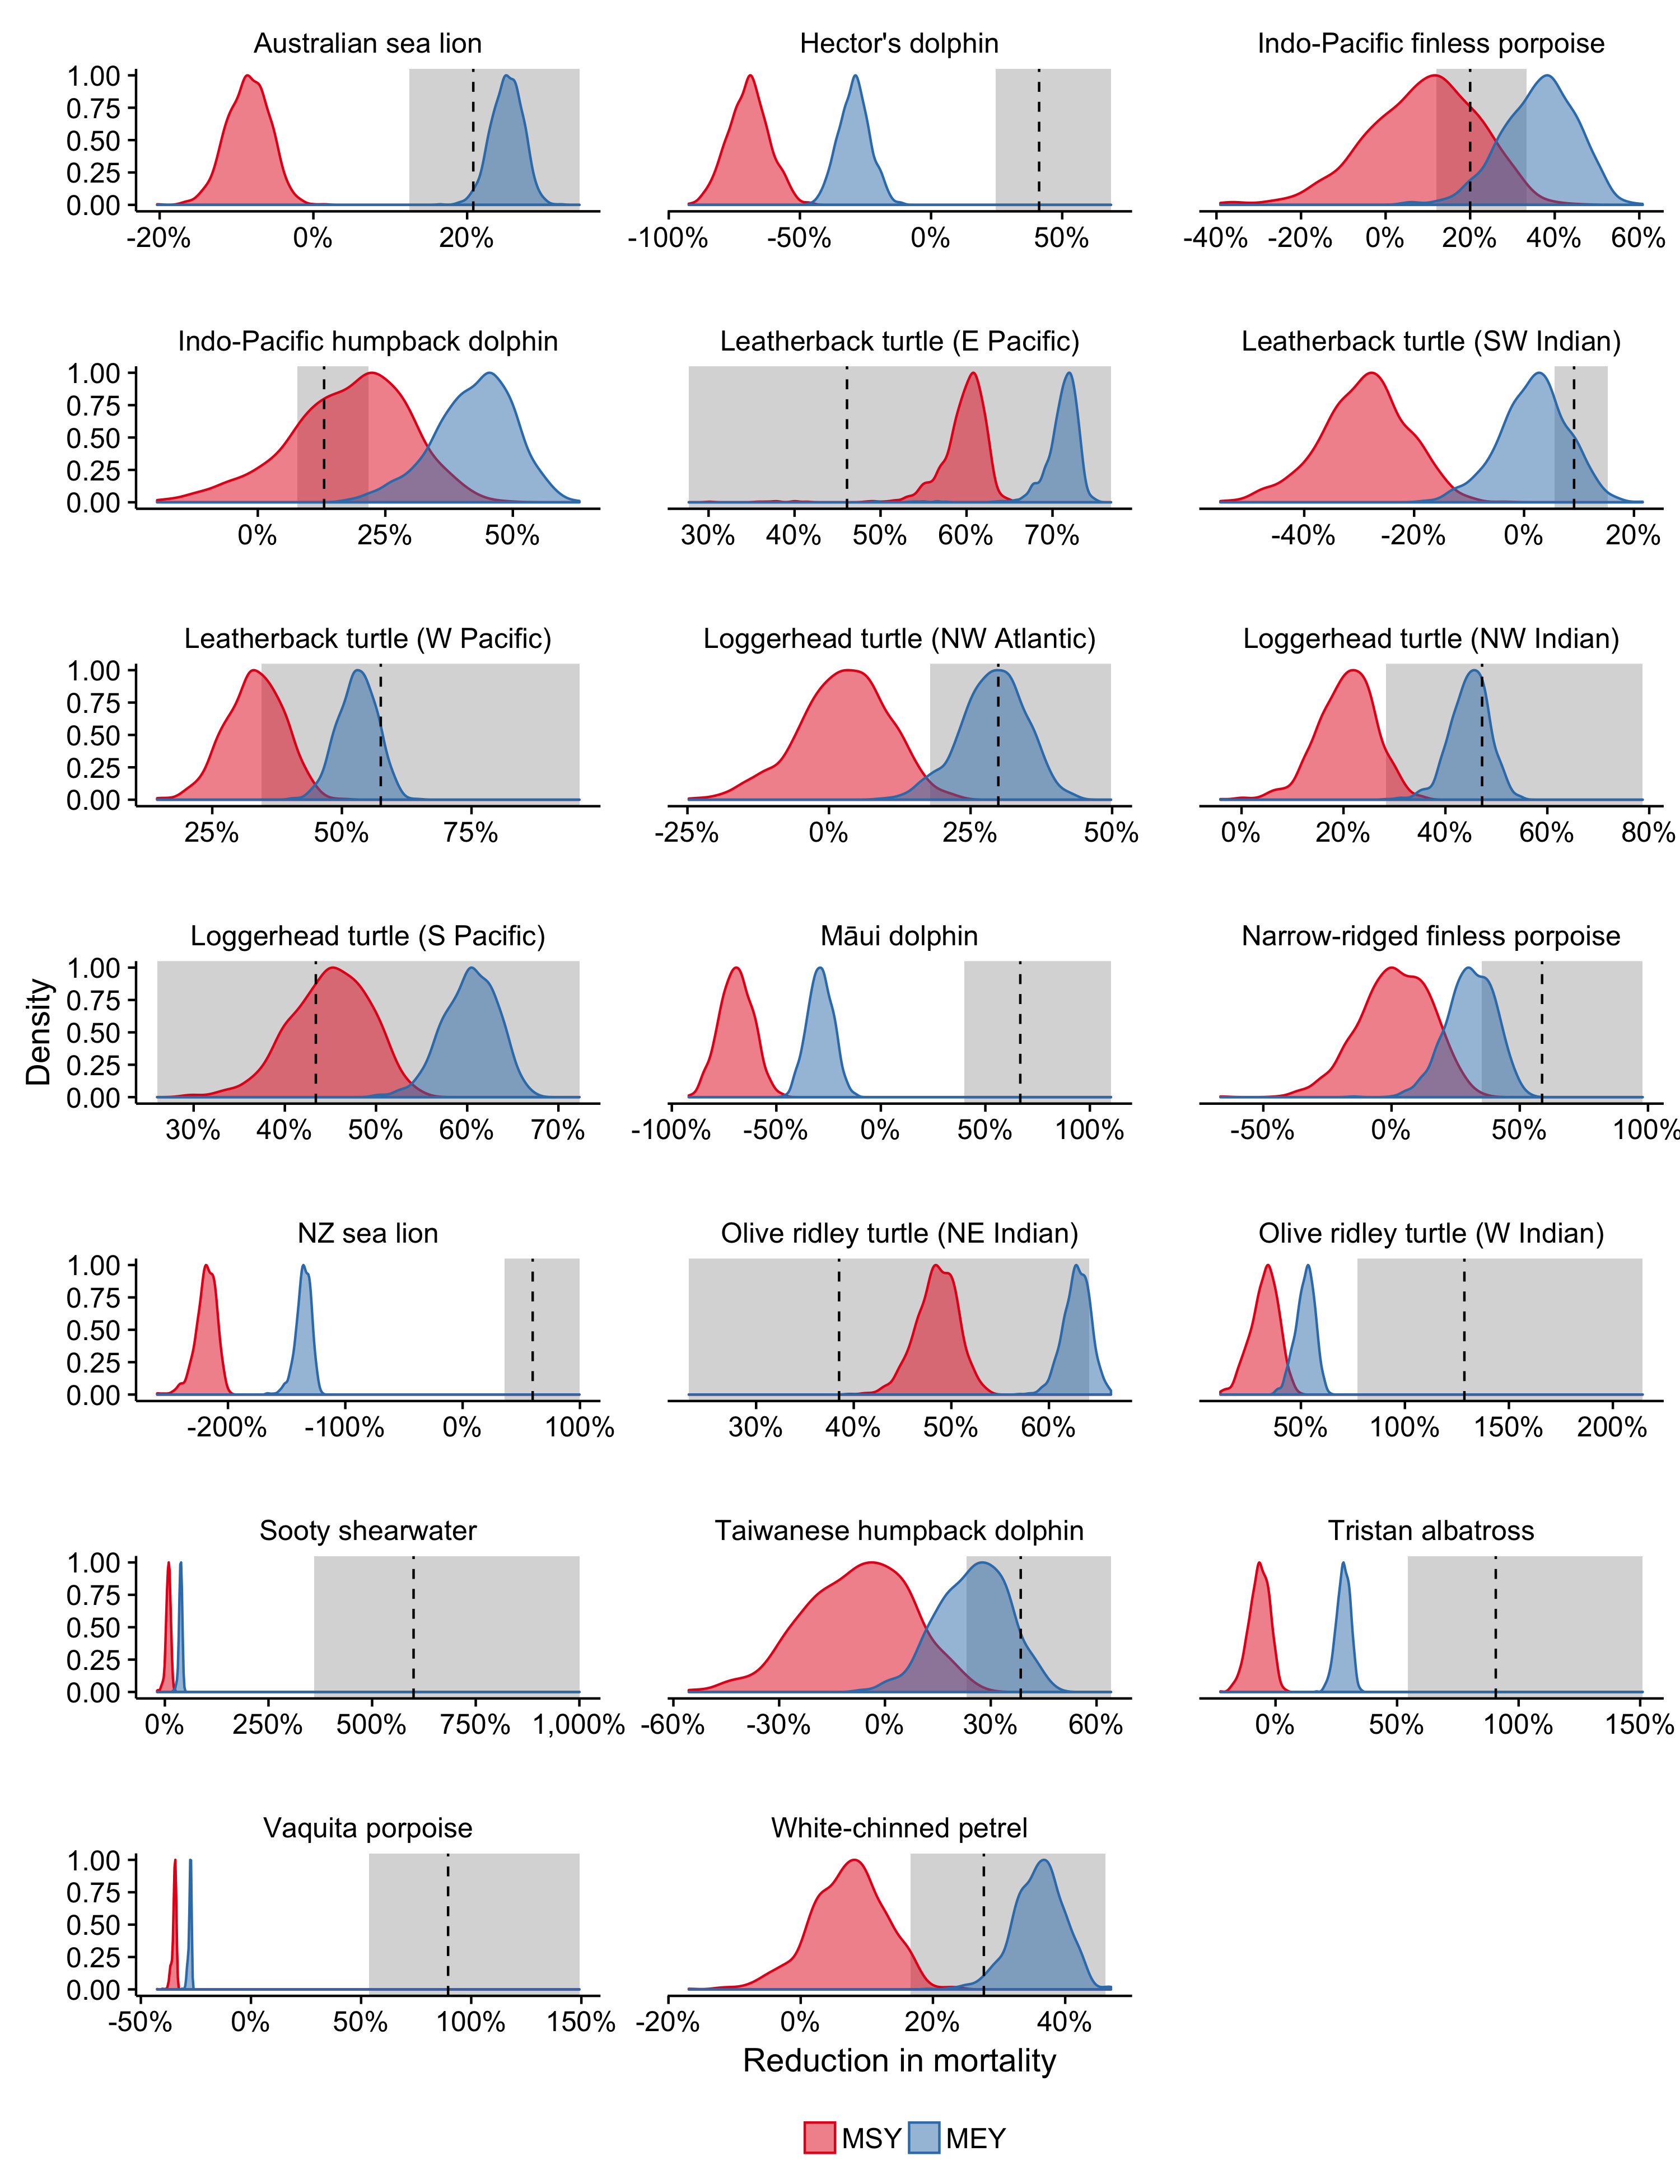 Australian sea lion
Hector's dolphin
Indo-Pacific finless porpoise
1.00
0.75
0.50
0.25
0.00
-20% 0% 20%
-100% -50% 0% 50%
-40% -20% 0% 20% 40% 60%
Indo-Pacific humpback dolphin
Leatherback turtle (E Pacific)
Leatherback turtle (SW Indian)
1.00
0.75
0.50
0.25
0.00
0% 25% 50%
30% 40% 50% 60% 70%
-40% -20% 0% 20%
Leatherback turtle (W Pacific)
Loggerhead turtle (NW Atlantic)
Loggerhead turtle (NW Indian)
1.00
0.75
0.50
0.25
0.00
25% 50% 75%
-25% 0% 25% 50%
0% 20% 40% 60% 80%
Loggerhead turtle (S Pacific)
Māui dolphin
Narrow-ridged finless porpoise
Density
1.00
0.75
0.50
0.25
0.00
30% 40% 50% 60% 70%
-100% -50% 0% 50% 100%
-50% 0% 50% 100%
NZ sea lion
Olive ridley turtle (NE Indian)
Olive ridley turtle (W Indian)
1.00
0.75
0.50
0.25
0.00
-200% -100% 0% 100%
30% 40% 50% 60%
50% 100% 150% 200%
Sooty shearwater
Taiwanese humpback dolphin
Tristan albatross
1.00
0.75
0.50
0.25
0.00
0% 250% 500% 750% 1,000%
-60% -30% 0% 30% 60%
0% 50% 100% 150%
Vaquita porpoise
White-chinned petrel
1.00
0.75
0.50
0.25
0.00
-50% 0% 50% 100% 150%
-20% 0% 20% 40%
Reduction in mortality
MSY MEY